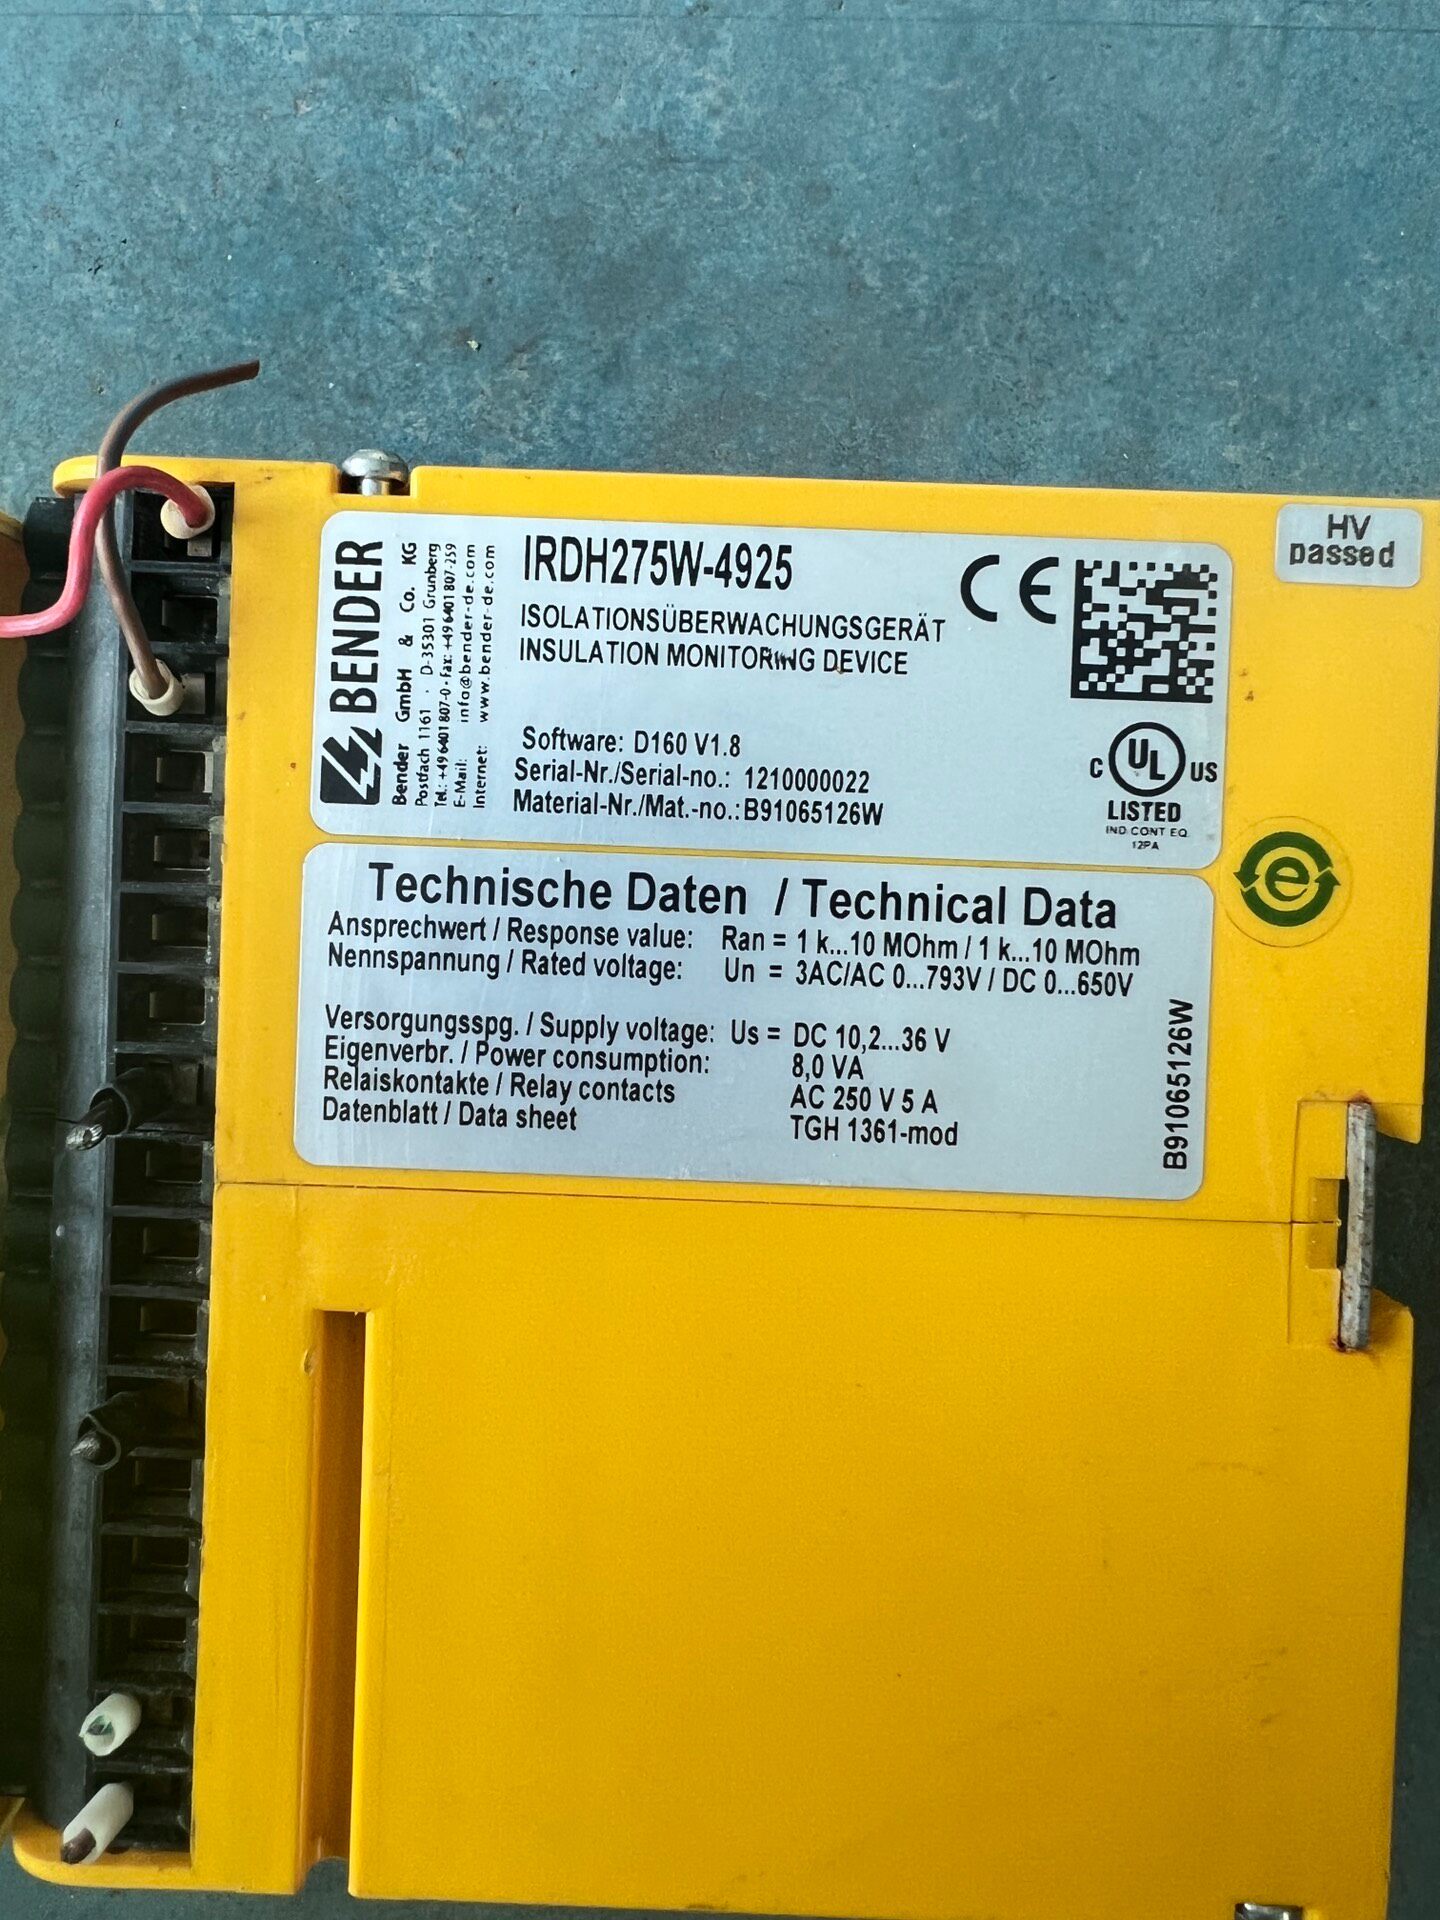 HV
passed
BENDER
Bender GmbH & Co. KG
Postfach 1161 · D-35301 Grünberg
Tel.: +49 6401 807-0 • Fax: +49 6401 807-259
E-Mail: info@bender-de.com
Internet: www.bender-de.com
IRDH275W-4925
CE
ISOLATIONSÜBERWACHUNGSGERÄT
INSULATION MONITORING DEVICE
Software: D160 V1.8
Serial-Nr./Serial-no.: 1210000022
Material-Nr./Mat.-no.: B91065126W
C UL US
LISTED
IND. CONT. EQ.
12PA
e
Technische Daten / Technical Data
Ansprechwert / Response value: Ran = 1 k...10 MOhm / 1 k...10 MOhm
Nennspannung / Rated voltage: Un = 3AC/AC 0...793V / DC 0...650V
Versorgungsspg. / Supply voltage: Us = DC 10,2...36 V
Eigenverbr. / Power consumption: 8,0 VA
Relaiskontakte / Relay contacts AC 250 V 5 A
Datenblatt / Data sheet TGH 1361-mod
B91065126W